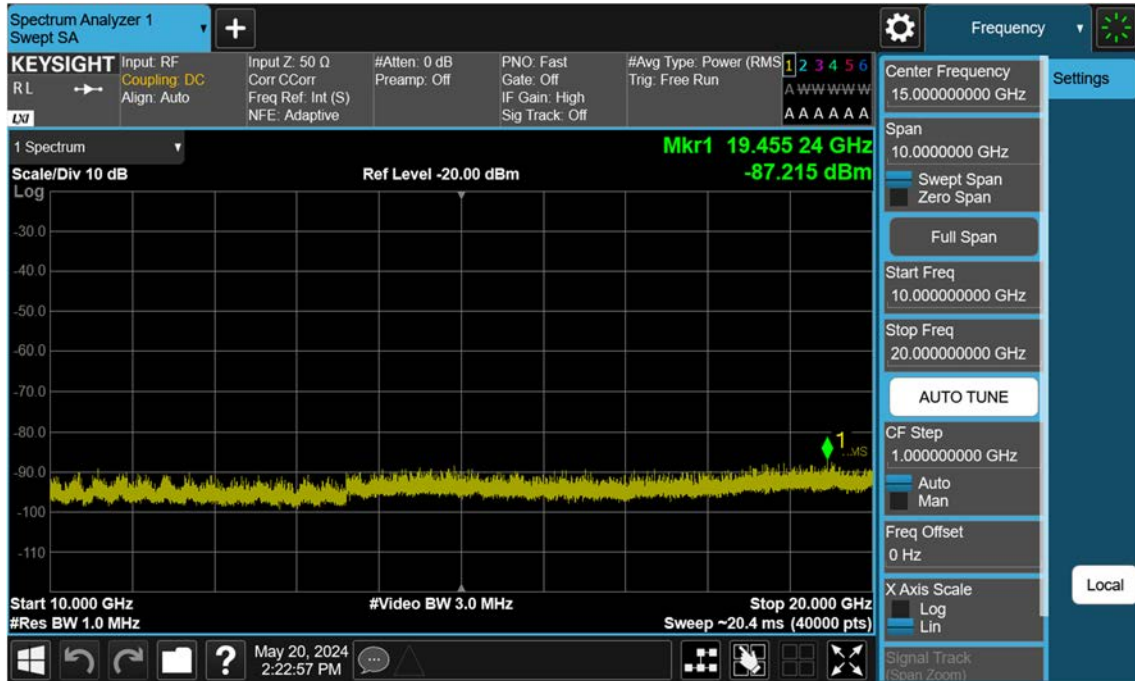 Spectrum Analyzer 1
Swept SA
Frequency
KEYSIGHT
R L
LXI
Input: RF
Coupling: DC
Align: Auto
Input Z: 50 Ω
Corr CCorr
Freq Ref: Int (S)
NFE: Adaptive
#Atten: 0 dB
Preamp: Off
PNO: Fast
Gate: Off
IF Gain: High
Sig Track: Off
#Avg Type: Power (RMS
Trig: Free Run
1 2 3 4 5 6
A W W W W W
A A A A A A
Center Frequency
15.000000000 GHz
Settings
Span
10.0000000 GHz
Swept Span
Zero Span
Full Span
Start Freq
10.000000000 GHz
Stop Freq
20.000000000 GHz
AUTO TUNE
CF Step
1.000000000 GHz
Auto
Man
Freq Offset
0 Hz
X Axis Scale
Log
Lin
Signal Track
(Span Zoom)
Local
1 Spectrum
Mkr1 19.455 24 GHz
-87.215 dBm
Scale/Div 10 dB
Ref Level -20.00 dBm
Log
-30.0
-40.0
-50.0
-60.0
-70.0
-80.0
-90.0
-100
-110
1
Start 10.000 GHz
#Video BW 3.0 MHz
Stop 20.000 GHz
#Res BW 1.0 MHz
Sweep ~20.4 ms (40000 pts)
?
May 20, 2024
2:22:57 PM